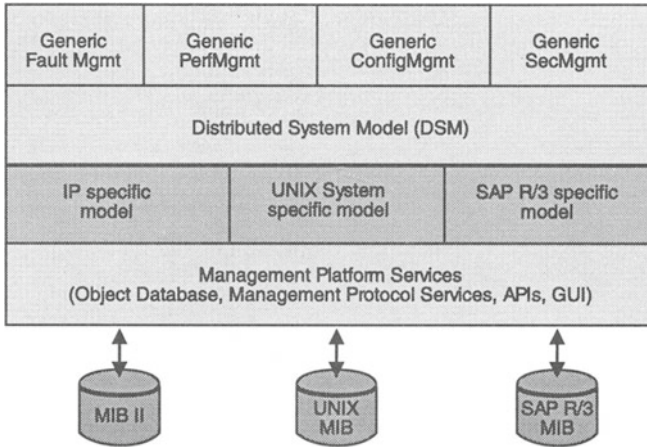 Generic
Fault Mgmt
Generic
PerfMgmt
Generic
ConfigMgmt
Generic
SecMgmt
Distributed System Model (DSM)
IP specific
model
UNIX System
specific model
SAP R/3 specific
model
Management Platform Services
(Object Database, Management Protocol Services, APIs, GUI)
MIB II
UNIX
MIB
SAP R/3
MIB